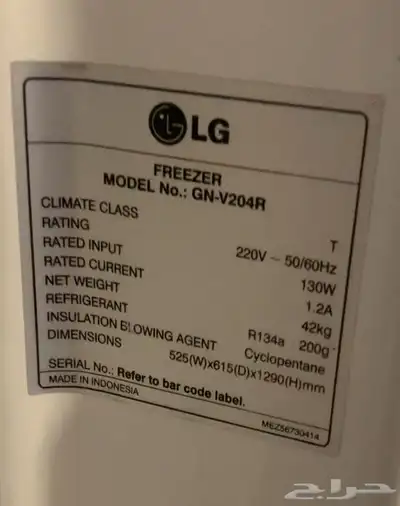 LG
FREEZER
MODEL No.: GN-V204R
CLIMATE CLASS T
RATING 220V ~ 50/60Hz
RATED INPUT 130W
RATED CURRENT 1.2A
NET WEIGHT 42kg
REFRIGERANT R134a 200g
INSULATION BLOWING AGENT Cyclopentane
DIMENSIONS 525(W)x615(D)x1290(H)mm
SERIAL No.: Refer to bar code label.
MADE IN INDONESIA MEZ56730414
حراج